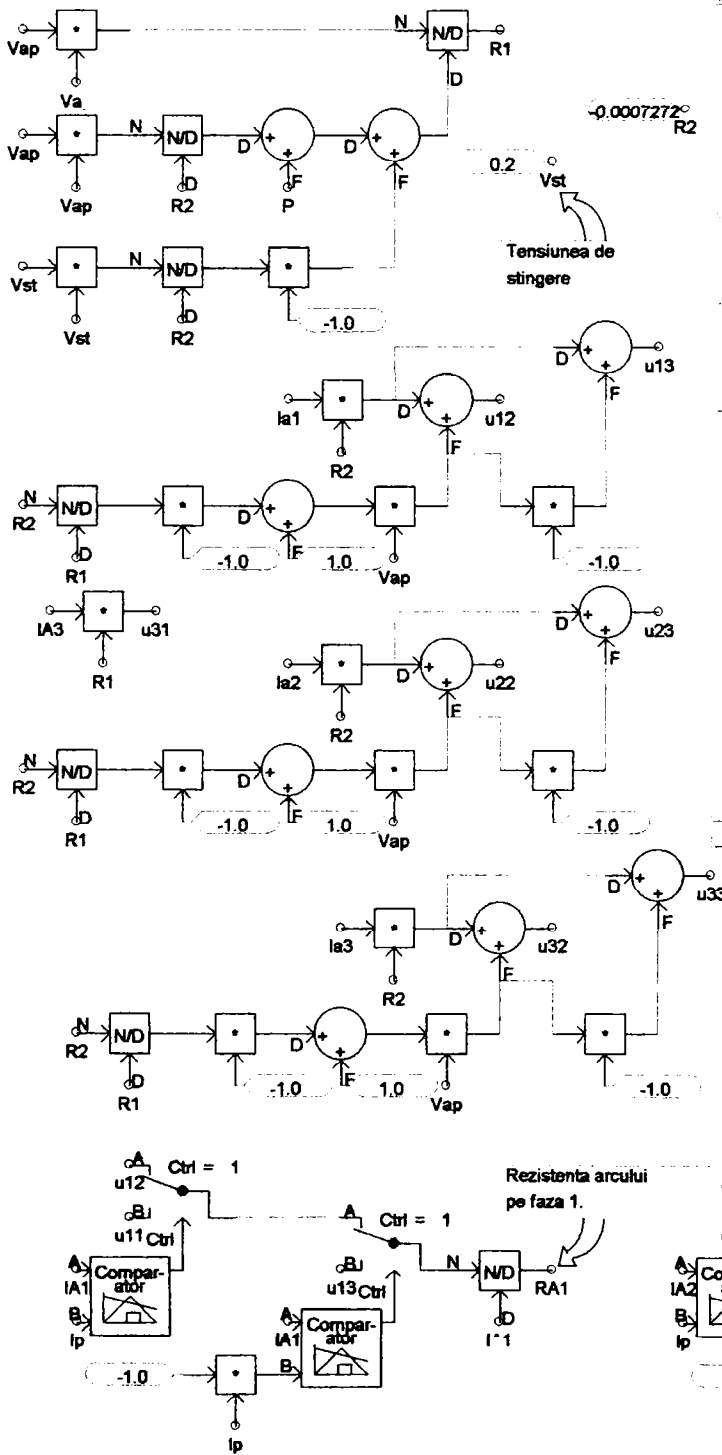 Vap * N N/D R1
Va D
Vap * N N/D D + + D + + -0.0007272 R2
Vap D R2 F P F 0.2 Vst
Tensiunea de
stingere
Vst * N N/D *
Vst D R2 -1.0
D + + u13
F
Ia1 * D + + u12
R2 F
R2 N N/D * D + + * *
D R1 -1.0 F 1.0 Vap -1.0
IA3 * u31
R1
D + + u23
F
Ia2 * D + + u22
R2 F
R2 N N/D * D + + * *
D R1 -1.0 F 1.0 Vap -1.0
D + + u33
F
Ia3 * D + + u32
R2 F
R2 N N/D * D + + * *
D R1 -1.0 F 1.0 Vap -1.0
A u12 Ctrl = 1
B u11 Ctrl
A IA1
B Ip
Compar-
ator
A Ctrl = 1
B u13 Ctrl
A IA1
B
Compar-
ator
-1.0 *
Ip
N N/D RA1
D
Rezistenta arcului
pe faza 1.
A IA2
B Ip